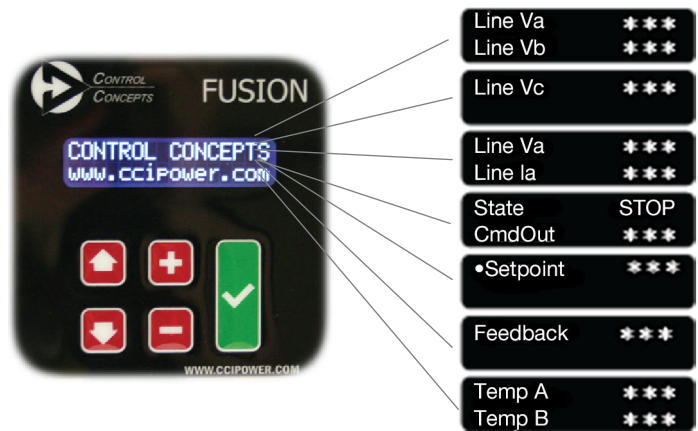 CONTROL
CONCEPTS
FUSION
CONTROL CONCEPTS
www.ccipower.com
WWW.CCIPOWER.COM
Line Va ***
Line Vb ***
Line Vc ***
Line Va ***
Line Ia ***
State STOP
CmdOut ***
•Setpoint ***
Feedback ***
Temp A ***
Temp B ***